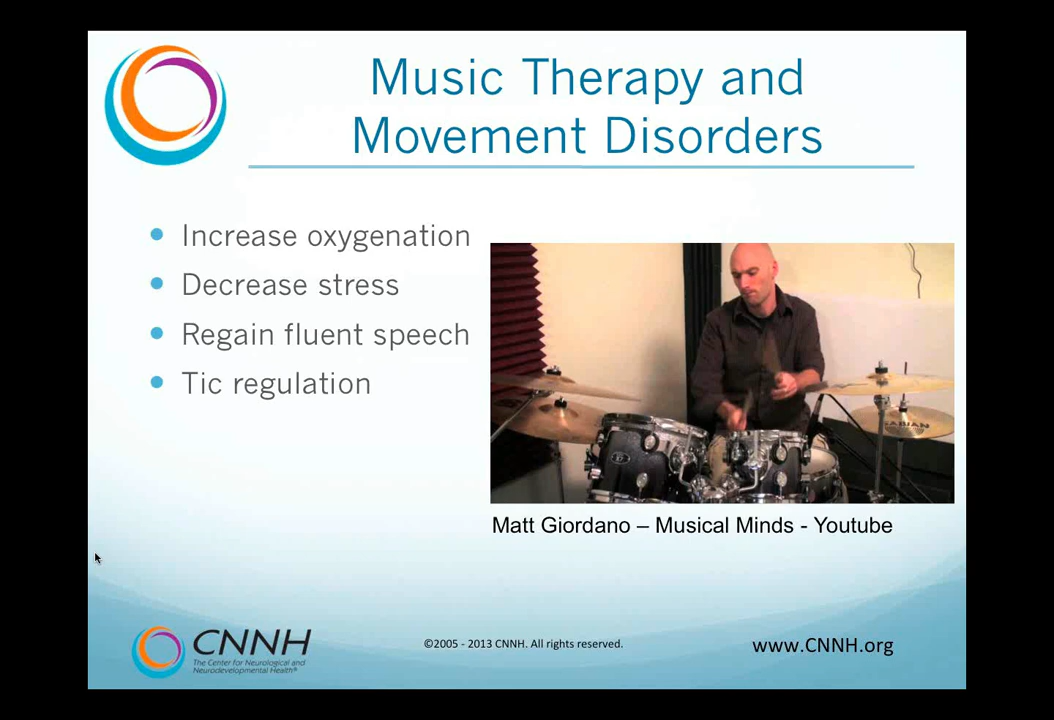 Music Therapy and
Movement Disorders
• Increase oxygenation
• Decrease stress
• Regain fluent speech
• Tic regulation
SABIAN
Matt Giordano – Musical Minds - Youtube
CNNH
The Center for Neurological and
Neurodevelopmental Health®
©2005 - 2013 CNNH. All rights reserved.
www.CNNH.org